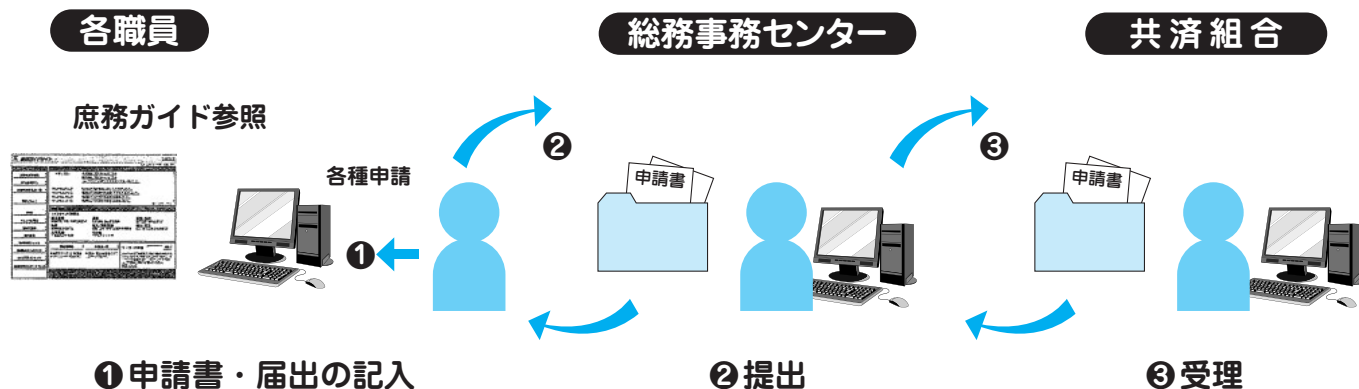 各職員
総務事務センター
共済組合
庶務ガイド参照
各種申請
❶
❷
申請書
❸
申請書
❶申請書・届出の記入
❷提出
❸受理